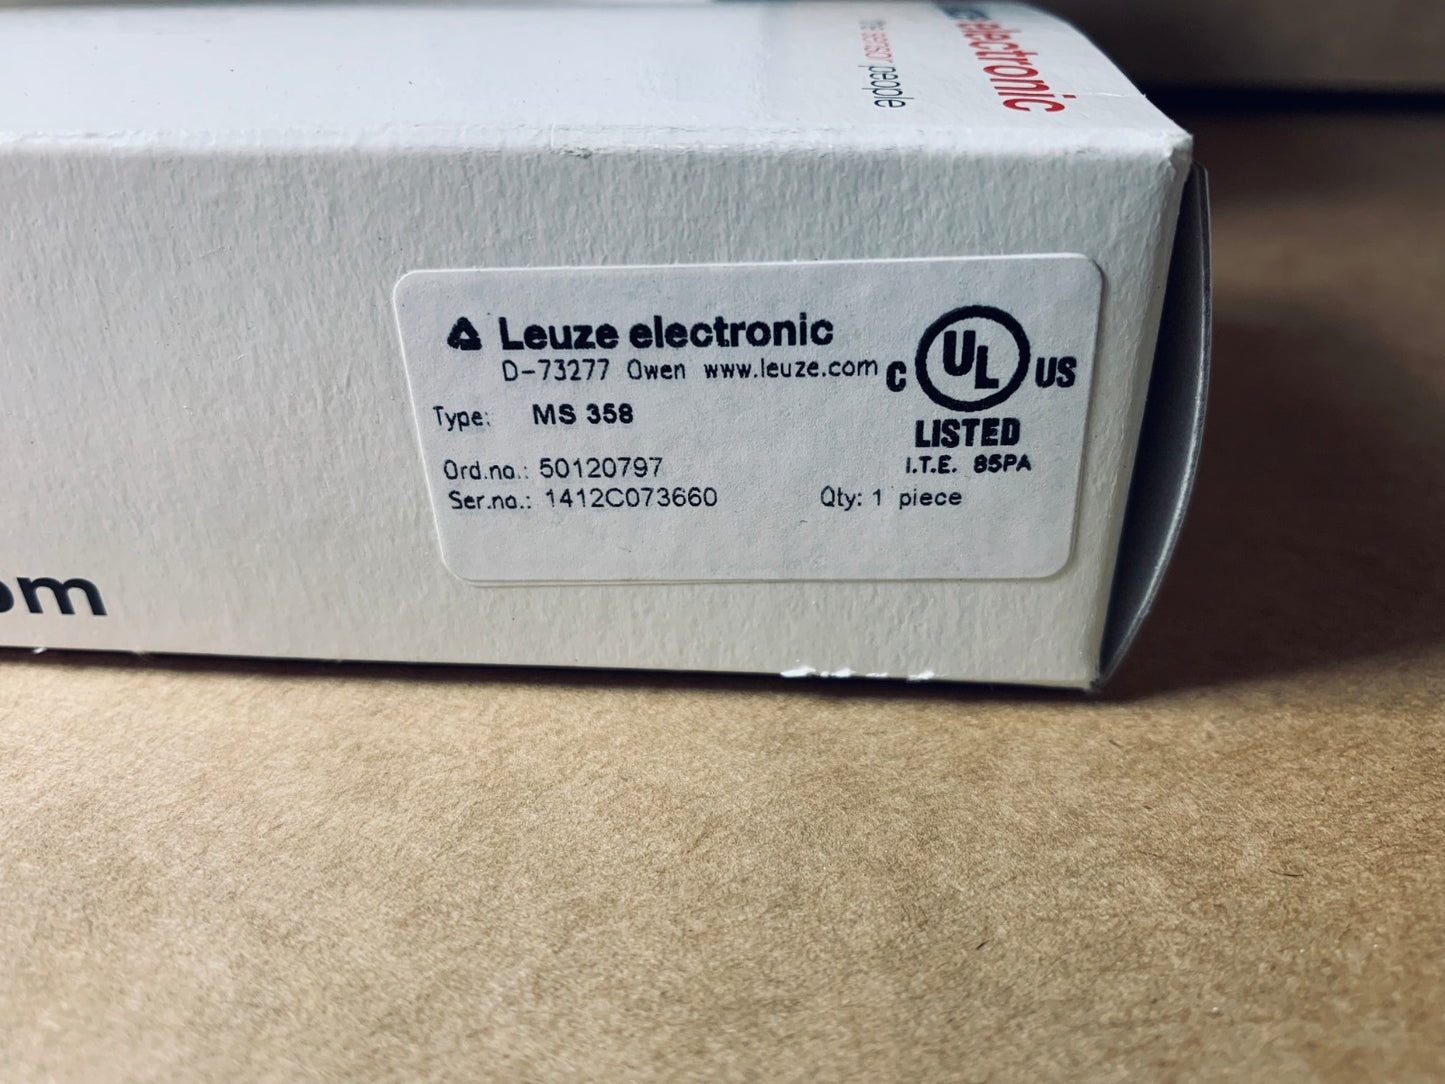 electronic
the sensor people
Leuze electronic
D-73277 Owen www.leuze.com
C UL US
LISTED
I.T.E. 85PA
Type: MS 358
Ord.no.: 50120797
Ser.no.: 1412C073660
Qty: 1 piece
om